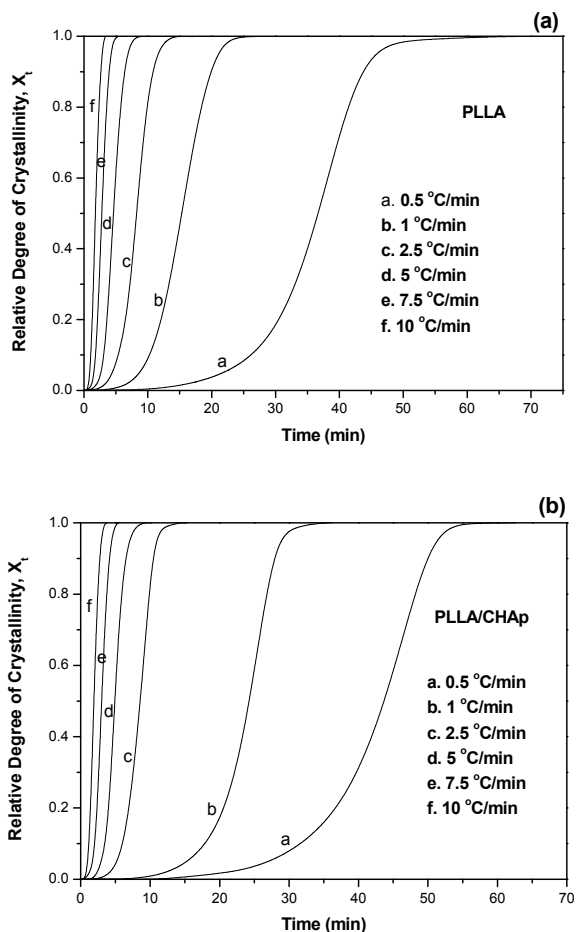 (a)
1.0
0.8
0.6
0.4
0.2
0.0
Relative Degree of Crystallinity, X_t
f
e
d
c
b
a
PLLA
a. 0.5 °C/min
b. 1 °C/min
c. 2.5 °C/min
d. 5 °C/min
e. 7.5 °C/min
f. 10 °C/min
0 10 20 30 40 50 60 70
Time (min)
(b)
1.0
0.8
0.6
0.4
0.2
0.0
Relative Degree of Crystallinity, X_t
f
e
d
c
b
a
PLLA/CHAp
a. 0.5 °C/min
b. 1 °C/min
c. 2.5 °C/min
d. 5 °C/min
e. 7.5 °C/min
f. 10 °C/min
0 10 20 30 40 50 60 70
Time (min)